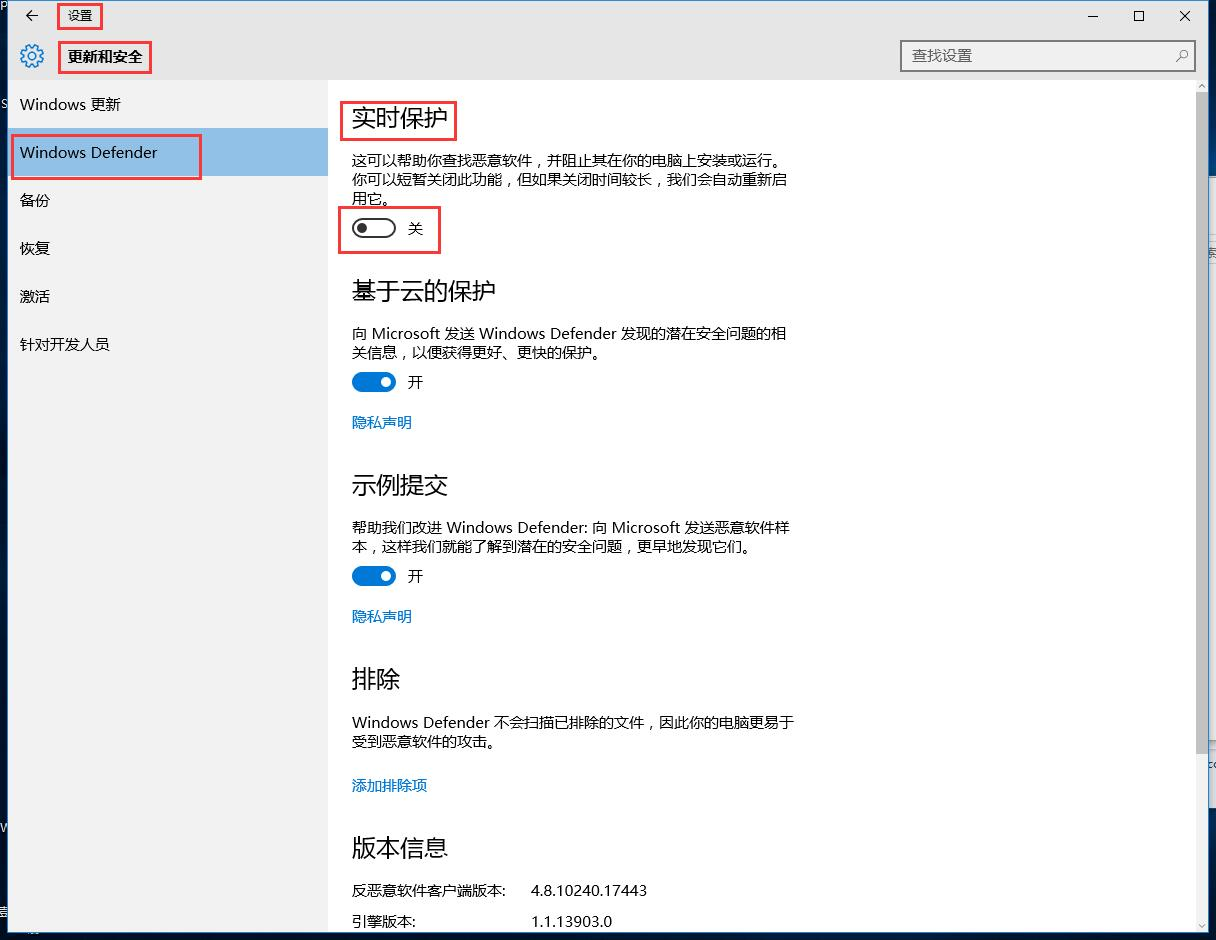 设置
更新和安全
查找设置
Windows 更新
Windows Defender
备份
恢复
激活
针对开发人员
实时保护
这可以帮助你查找恶意软件，并阻止其在你的电脑上安装或运行。
你可以短暂关闭此功能，但如果关闭时间较长，我们会自动重新启
用它。
关
基于云的保护
向 Microsoft 发送 Windows Defender 发现的潜在安全问题的相
关信息，以便获得更好、更快的保护。
开
隐私声明
示例提交
帮助我们改进 Windows Defender: 向 Microsoft 发送恶意软件样
本，这样我们就能了解到潜在的安全问题，更早地发现它们。
开
隐私声明
排除
Windows Defender 不会扫描已排除的文件，因此你的电脑更易于
受到恶意软件的攻击。
添加排除项
版本信息
反恶意软件客户端版本: 4.8.10240.17443
引擎版本: 1.1.13903.0